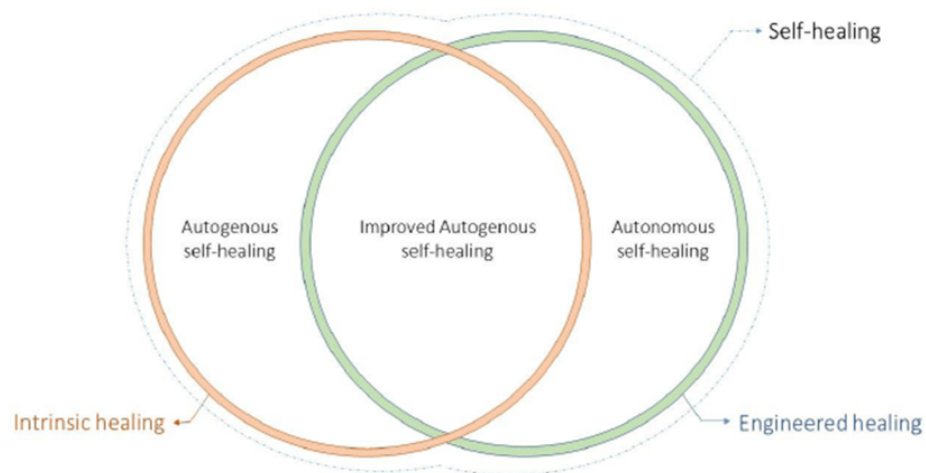 Self-healing
Autogenous
self-healing
Improved Autogenous
self-healing
Autonomous
self-healing
Intrinsic healing
Engineered healing